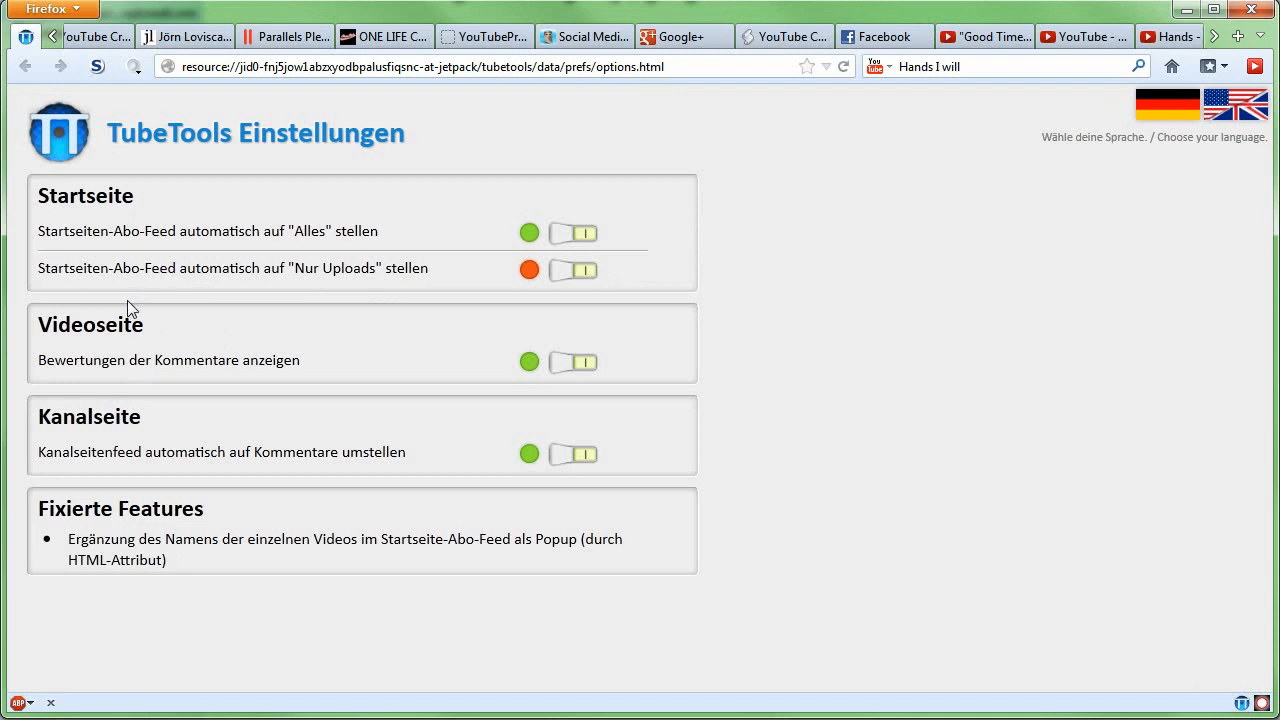 Firefox
YouTube Cr...
jl Jörn Lovisca...
Parallels Ple...
ONE LIFE C...
YouTubePr...
Social Medi...
Google+
YouTube C...
Facebook
"Good Time...
YouTube - ...
Hands -
S
resource://jid0-fnj5jow1abzxyodbpalusfiqsnc-at-jetpack/tubetools/data/prefs/options.html
You Tube
Hands I will
TubeTools Einstellungen
Wähle deine Sprache. / Choose your language.
Startseite
Startseiten-Abo-Feed automatisch auf "Alles" stellen
Startseiten-Abo-Feed automatisch auf "Nur Uploads" stellen
Videoseite
Bewertungen der Kommentare anzeigen
Kanalseite
Kanalseitenfeed automatisch auf Kommentare umstellen
Fixierte Features
• Ergänzung des Namens der einzelnen Videos im Startseite-Abo-Feed als Popup (durch
HTML-Attribut)
ABP